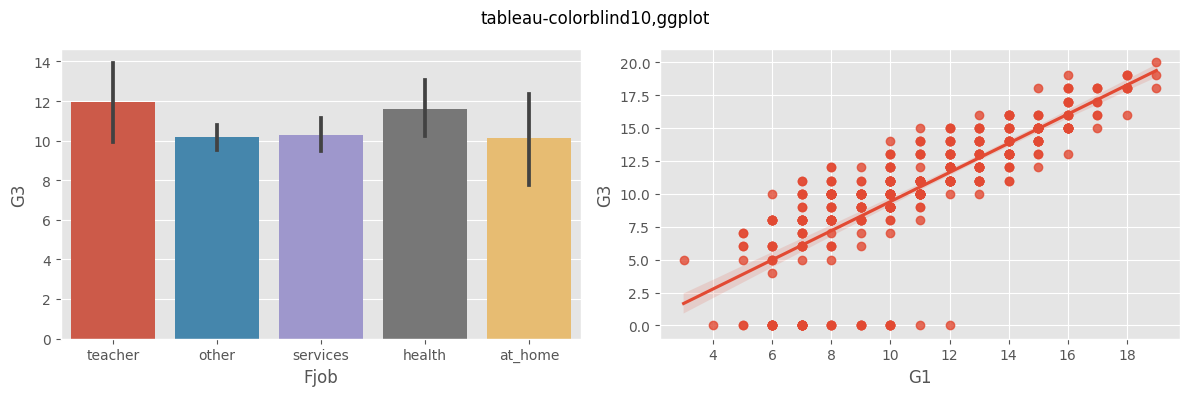 tableau-colorblind10,ggplot
G3
14
12
10
8
6
4
2
0
teacher other services health at_home
Fjob
G3
20.0
17.5
15.0
12.5
10.0
7.5
5.0
2.5
0.0
4 6 8 10 12 14 16 18
G1